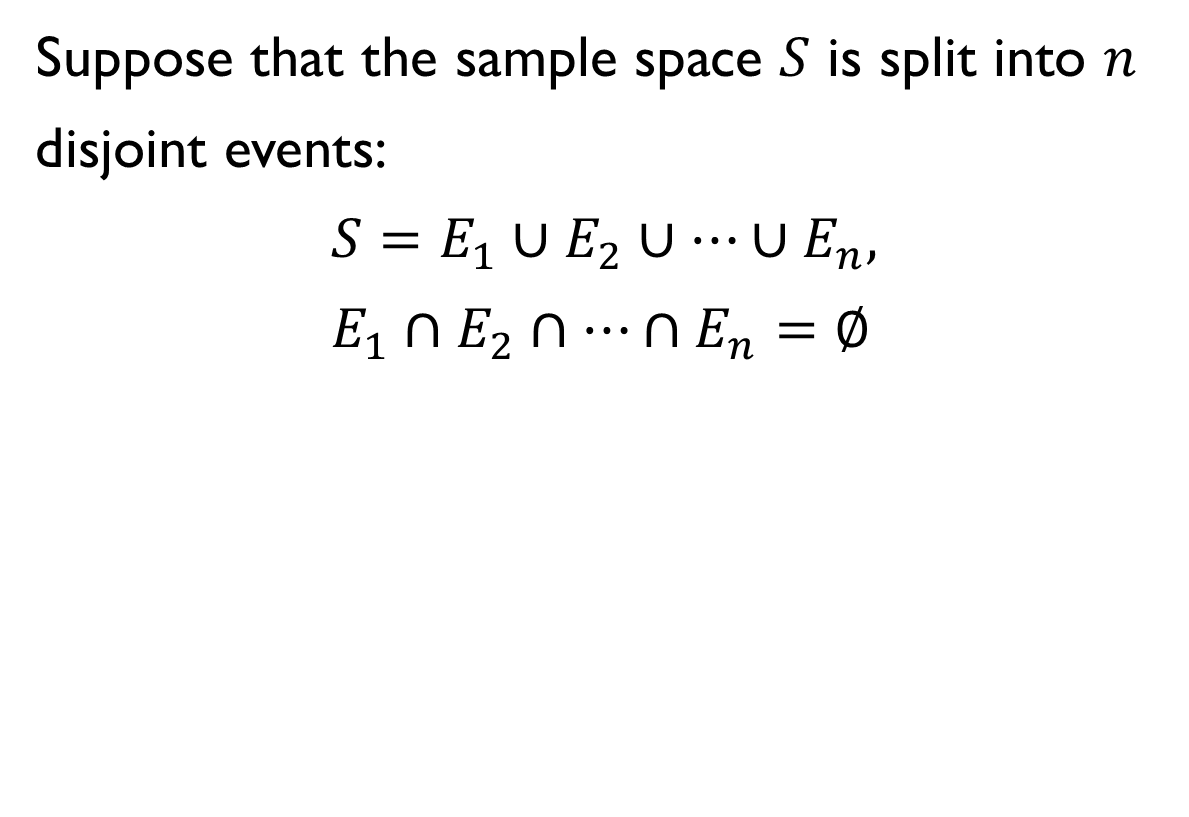 Suppose that the sample space 𝑆 is split into 𝑛
disjoint events:
𝑆 = 𝐸₁ ∪ 𝐸₂ ∪ ⋯ ∪ 𝐸ₙ,
𝐸₁ ∩ 𝐸₂ ∩ ⋯ ∩ 𝐸ₙ = ∅